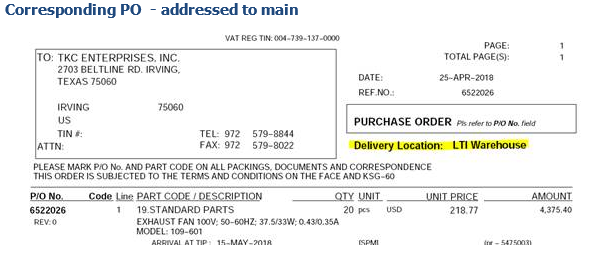 Corresponding PO - addressed to main
VAT REG TIN: 004-739-137-0000
PAGE: 1
TOTAL PAGE(S): 1
TO: TKC ENTERPRISES, INC.
2703 BELTLINE RD. IRVING,
TEXAS 75060
DATE: 25-APR-2018
REF.NO.: 6522026
IRVING 75060
US
PURCHASE ORDER Pls refer to P/O No. field
TIN #: TEL: 972 579-8844
ATTN: FAX: 972 579-8022
Delivery Location: LTI Warehouse
PLEASE MARK P/o No. AND PART CODE ON ALL PACKINGS, DOCUMENTS AND CORRESPONDENCE
THIS ORDER IS SUBJECTED TO THE TERMS AND CONDITIONS ON THE FACE AND KSG-60
P/O No. Code Line PART CODE / DESCRIPTION QTY UNIT UNIT PRICE AMOUNT
6522026 1 19.STANDARD PARTS 20 pcs USD 218.77 4,375.40
REV: 0 EXHAUST FAN 100V; 50-60HZ; 37.5/33W; 0.43/0.35A
MODEL: 109-601
ARRIVAL AT TIP: 15-MAY-2018 [SPM] (pr - 5475003)